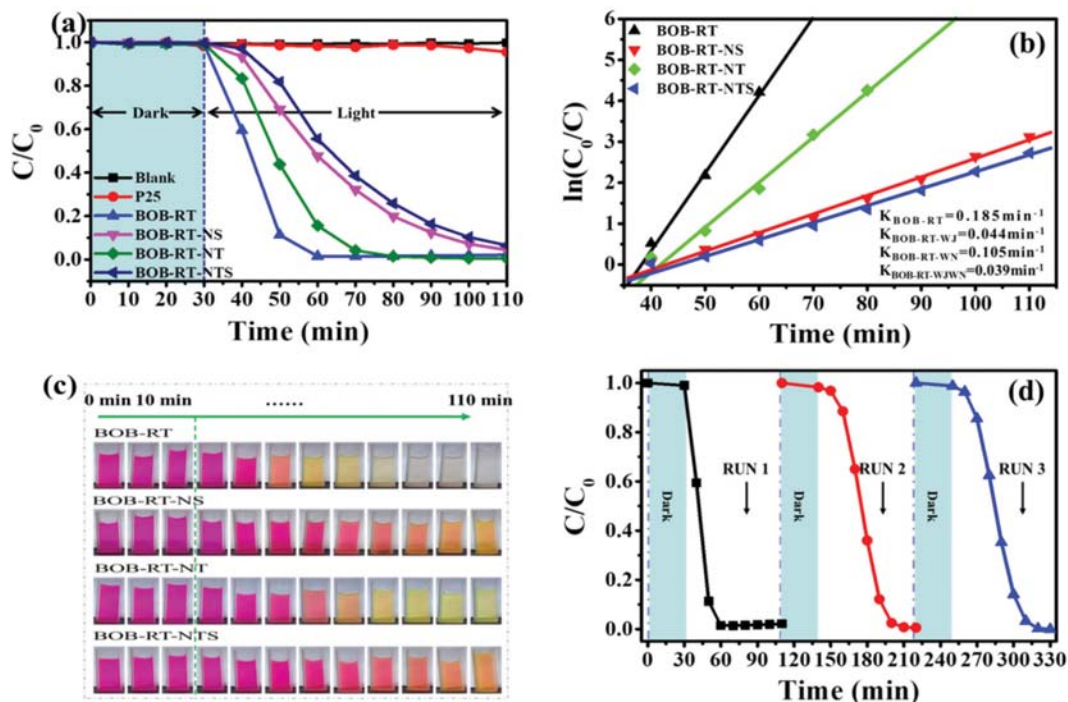 (a)
1.0
0.8
0.6
0.4
0.2
0.0
C/C0
Dark
Light
Blank
P25
BOB-RT
BOB-RT-NS
BOB-RT-NT
BOB-RT-NTS
0 10 20 30 40 50 60 70 80 90 100 110
Time (min)
(b)
6
5
4
3
2
1
0
ln(C0/C)
BOB-RT
BOB-RT-NS
BOB-RT-NT
BOB-RT-NTS
KBOB-RT=0.185min-1
KBOB-RT-WJ=0.044min-1
KBOB-RT-WN=0.105min-1
KBOB-RT-WJWN=0.039min-1
40 50 60 70 80 90 100 110
Time (min)
(c)
0 min 10 min ...... 110 min
BOB-RT
BOB-RT-NS
BOB-RT-NT
BOB-RT-NTS
(d)
1.0
0.8
0.6
0.4
0.2
0.0
C/C0
Dark
RUN 1
Dark
RUN 2
Dark
RUN 3
0 30 60 90 120 150 180 210 240 270 300 330
Time (min)